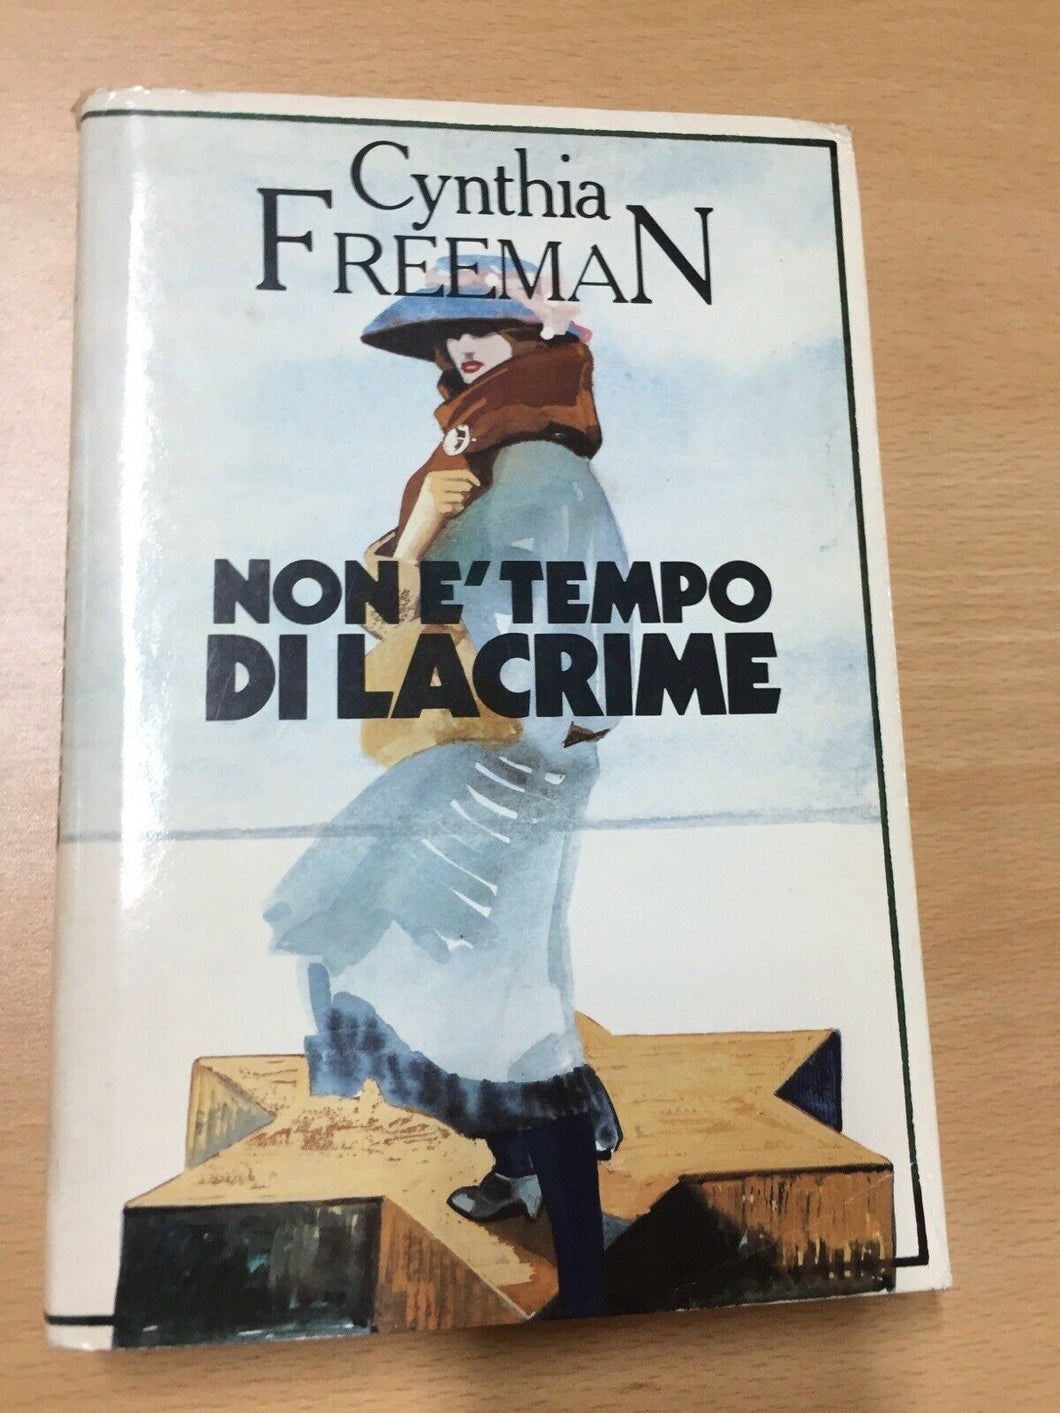 Cynthia
FREEMAN
NON E' TEMPO
DI LACRIME